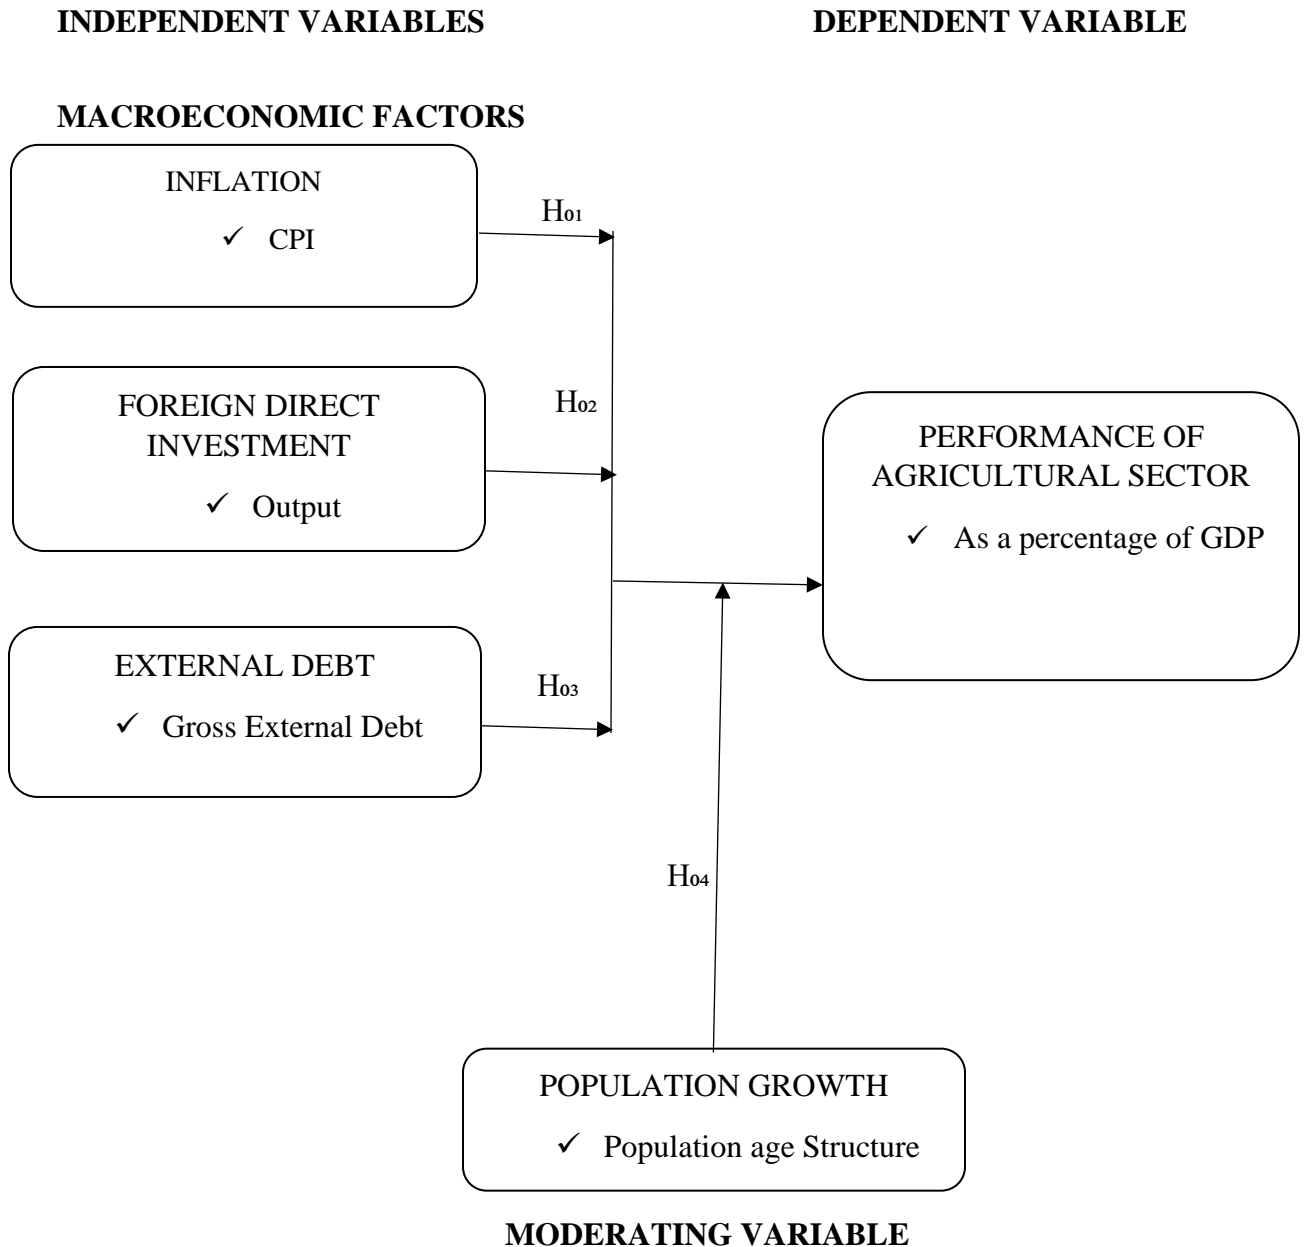 INDEPENDENT VARIABLES
DEPENDENT VARIABLE
MACROECONOMIC FACTORS
INFLATION
✓ CPI
H₀₁
FOREIGN DIRECT
INVESTMENT
✓ Output
H₀₂
PERFORMANCE OF
AGRICULTURAL SECTOR
✓ As a percentage of GDP
EXTERNAL DEBT
✓ Gross External Debt
H₀₃
H₀₄
POPULATION GROWTH
✓ Population age Structure
MODERATING VARIABLE